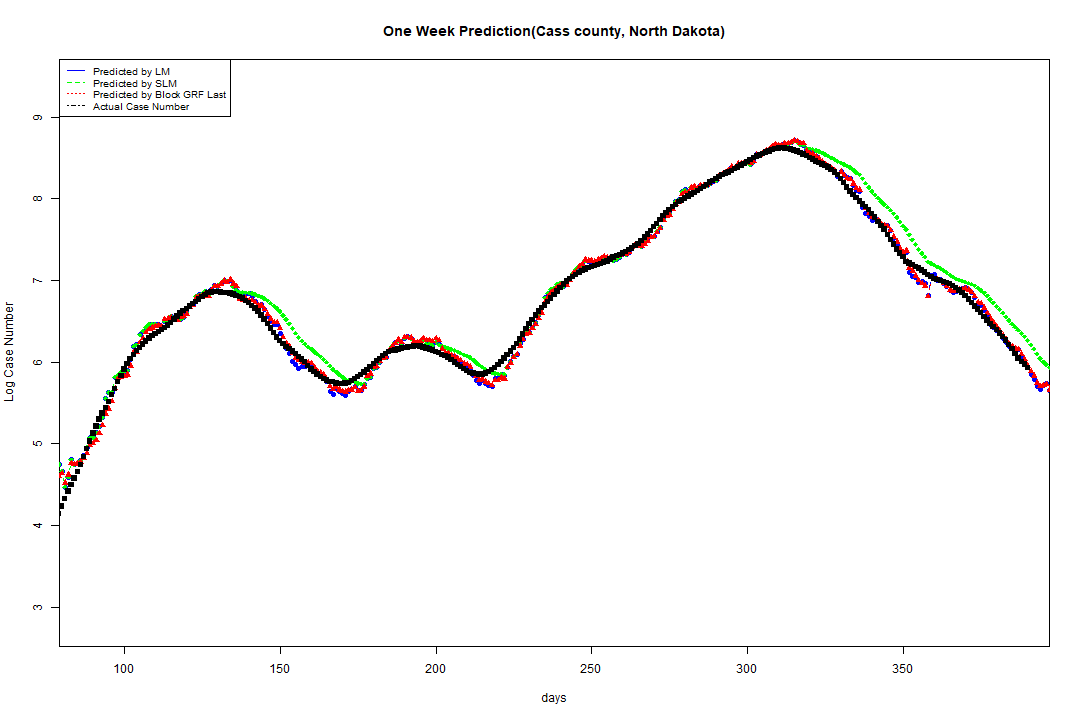 One Week Prediction(Cass county, North Dakota)
Predicted by LM
Predicted by SLM
Predicted by Block GRF Last
Actual Case Number
9
8
7
6
5
4
3
Log Case Number
100 150 200 250 300 350
days